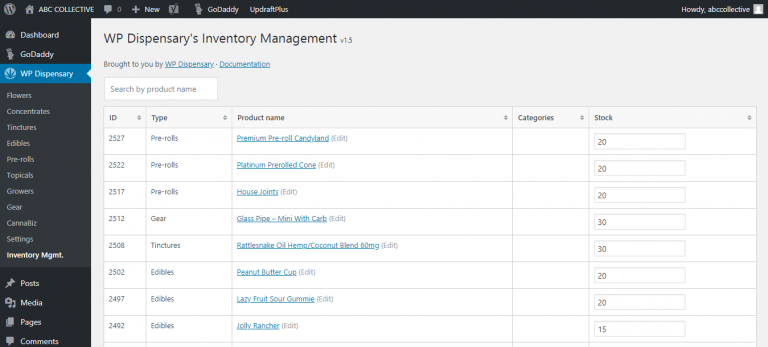 ABC COLLECTIVE 0 + New GoDaddy UpdraftPlus Howdy, abccollective
Dashboard
GoDaddy
WP Dispensary
Flowers
Concentrates
Tinctures
Edibles
Pre-rolls
Topicals
Growers
Gear
CannaBiz
Settings
Inventory Mgmt.
Posts
Media
Pages
Comments
WP Dispensary's Inventory Management v1.5
Brought to you by WP Dispensary · Documentation
Search by product name
ID Type Product name Categories Stock
2527 Pre-rolls Premium Pre-roll Candyland (Edit) 20
2522 Pre-rolls Platinum Prerolled Cone (Edit) 20
2517 Pre-rolls House Joints (Edit) 20
2512 Gear Glass Pipe – Mini With Carb (Edit) 30
2508 Tinctures Rattlesnake Oil Hemp/Coconut Blend 60mg (Edit) 30
2502 Edibles Peanut Butter Cup (Edit) 20
2497 Edibles Lazy Fruit Sour Gummie (Edit) 20
2492 Edibles Jolly Rancher (Edit) 15